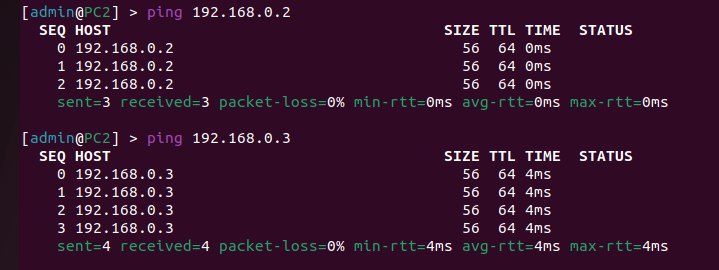 [admin@PC2] > ping 192.168.0.2
SEQ HOST SIZE TTL TIME STATUS
0 192.168.0.2 56 64 0ms
1 192.168.0.2 56 64 0ms
2 192.168.0.2 56 64 0ms
sent=3 received=3 packet-loss=0% min-rtt=0ms avg-rtt=0ms max-rtt=0ms
[admin@PC2] > ping 192.168.0.3
SEQ HOST SIZE TTL TIME STATUS
0 192.168.0.3 56 64 4ms
1 192.168.0.3 56 64 4ms
2 192.168.0.3 56 64 4ms
3 192.168.0.3 56 64 4ms
sent=4 received=4 packet-loss=0% min-rtt=4ms avg-rtt=4ms max-rtt=4ms